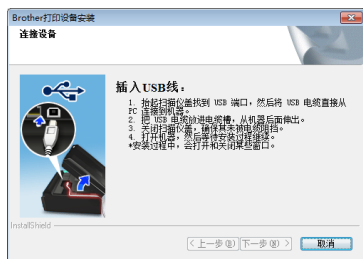 Brother打印设备安装
连接设备
插入USB线：
1. 抬起扫描仪盖找到 USB 端口，然后将 USB 电缆直接从
PC 连接到机器。
2. 把 USB 电缆放进电缆槽，从机器后面伸出。
3. 关闭扫描仪盖，确保其未被电缆阻挡。
4. 打开机器，然后等待安装过程继续。
*安装过程中，会打开和关闭某些窗口。
InstallShield
< 上一步(B)
下一步(N) >
取消